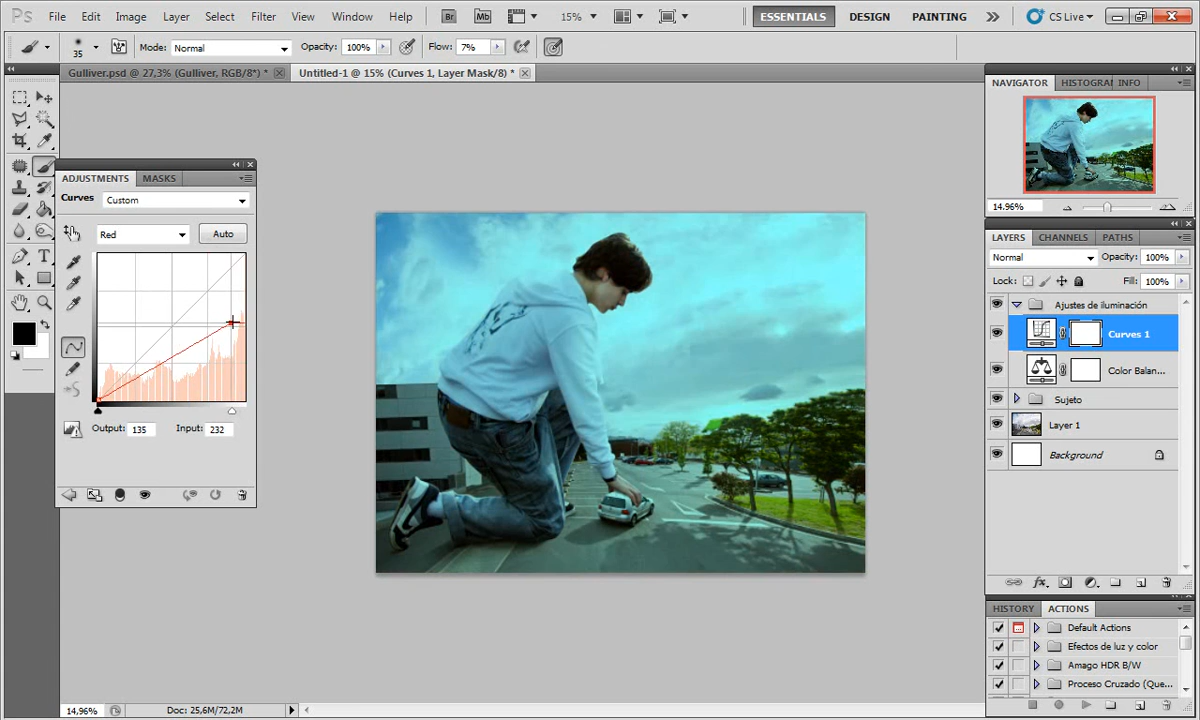 Ps File Edit Image Layer Select Filter Analysis View Window Help Br Mb 15% ESSENTIALS DESIGN PAINTING CS Live
35 Mode: Normal Opacity: 100% Flow: 7%
Gulliver.psd @ 27,3% (Gulliver, RGB/8*) * Untitled-1 @ 15% (Curves 1, Layer Mask/8) *
NAVIGATOR HISTOGRAM INFO
14.96%
ADJUSTMENTS MASKS
Curves Custom
Red Auto
Output: 135 Input: 232
LAYERS CHANNELS PATHS
Normal Opacity: 100%
Lock: Fill: 100%
Ajustes de iluminación
Curves 1
Color Balan...
Sujeto
Layer 1
Background
fx
HISTORY ACTIONS
Default Actions
Efectos de luz y color
Amago HDR B/W
Proceso Cruzado (Que...
14,96% Doc: 25,6M/72,2M